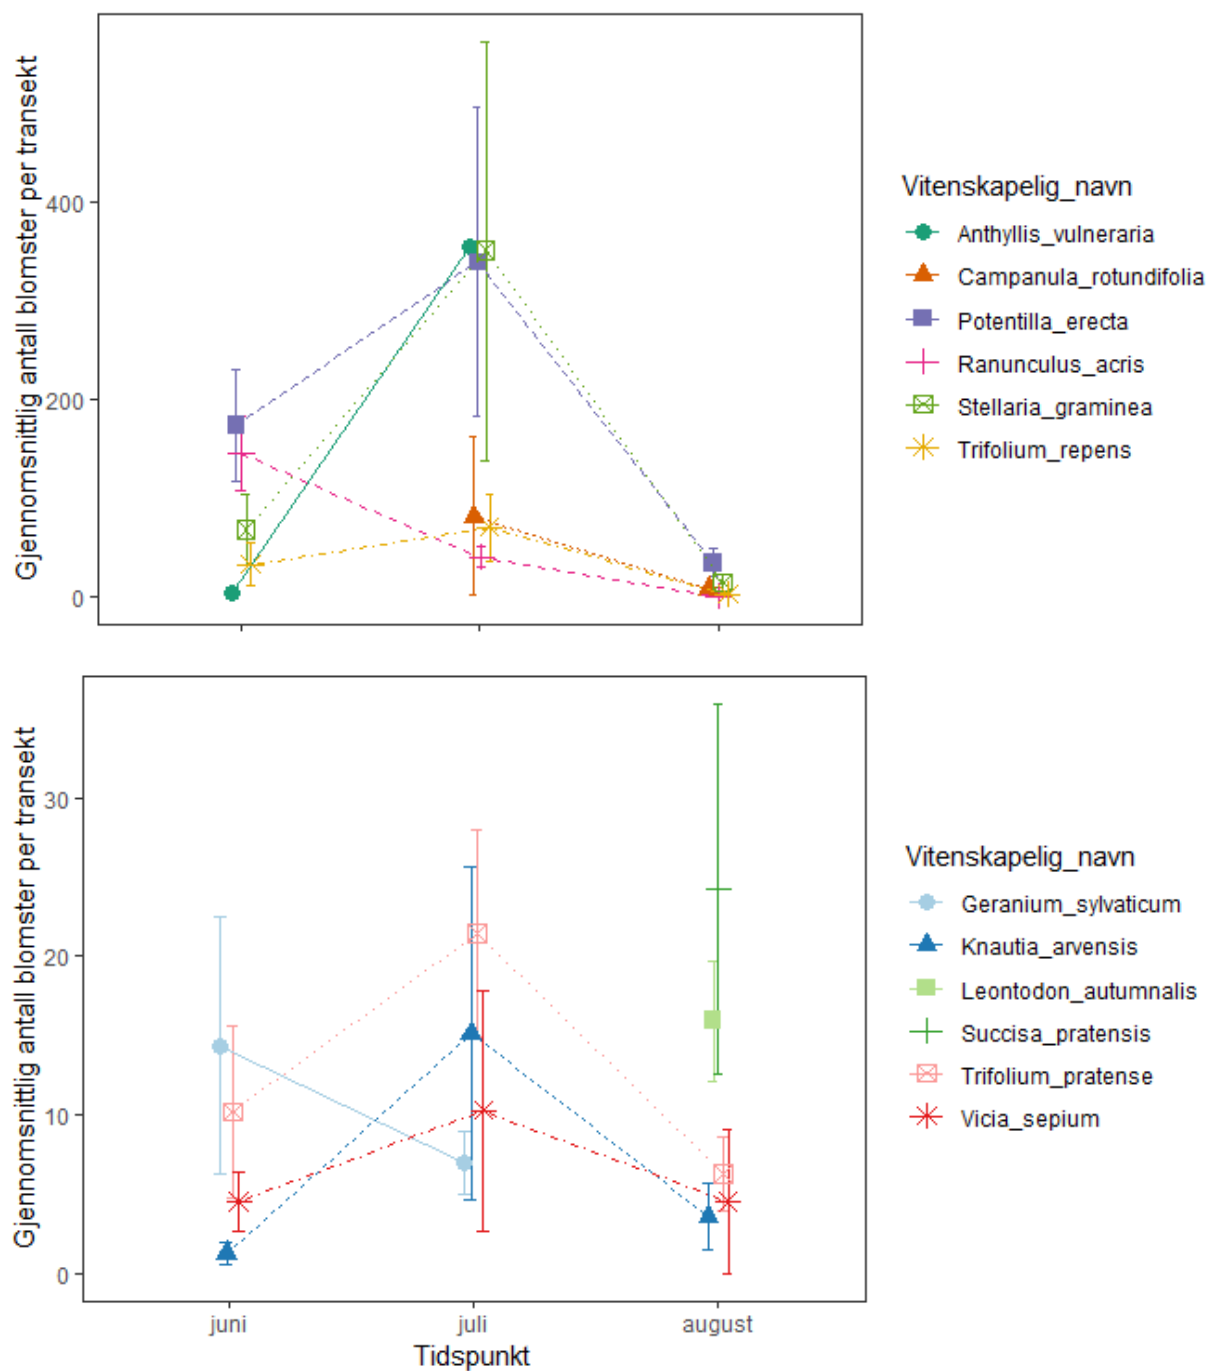 Gjennomsnittlig antall blomster per transekt
400
200
0
Vitenskapelig_navn
Anthyllis_vulneraria
Campanula_rotundifolia
Potentilla_erecta
Ranunculus_acris
Stellaria_graminea
Trifolium_repens
Gjennomsnittlig antall blomster per transekt
30
20
10
0
juni
juli
august
Tidspunkt
Vitenskapelig_navn
Geranium_sylvaticum
Knautia_arvensis
Leontodon_autumnalis
Succisa_pratensis
Trifolium_pratense
Vicia_sepium